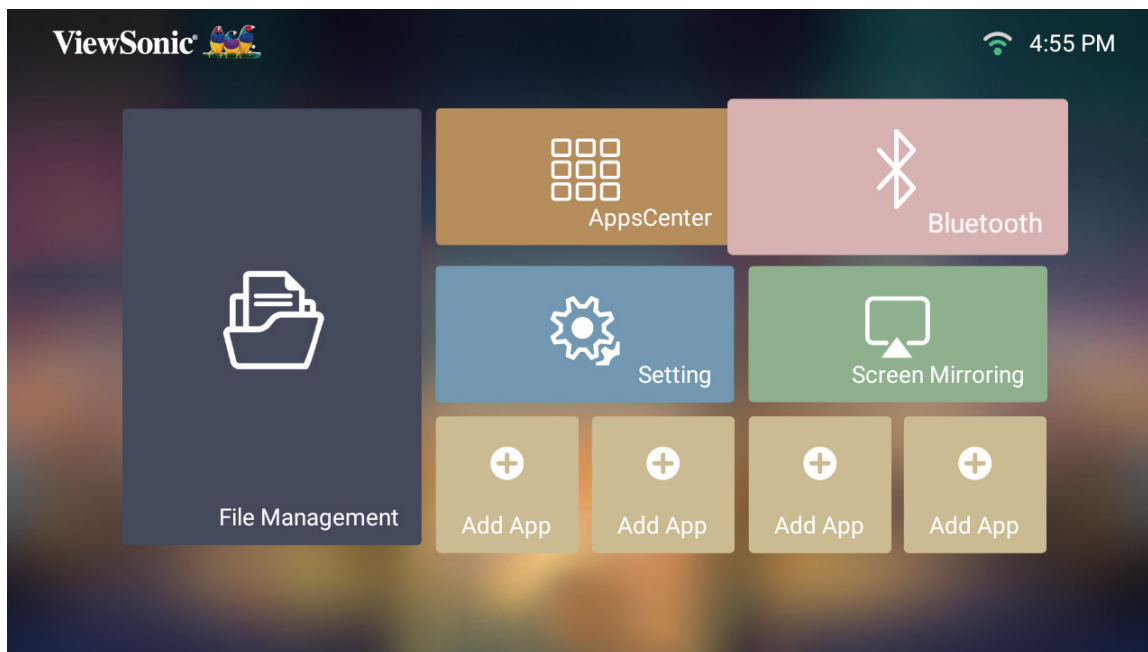 ViewSonic®
4:55 PM
AppsCenter
Bluetooth
Setting
Screen Mirroring
File Management
Add App
Add App
Add App
Add App